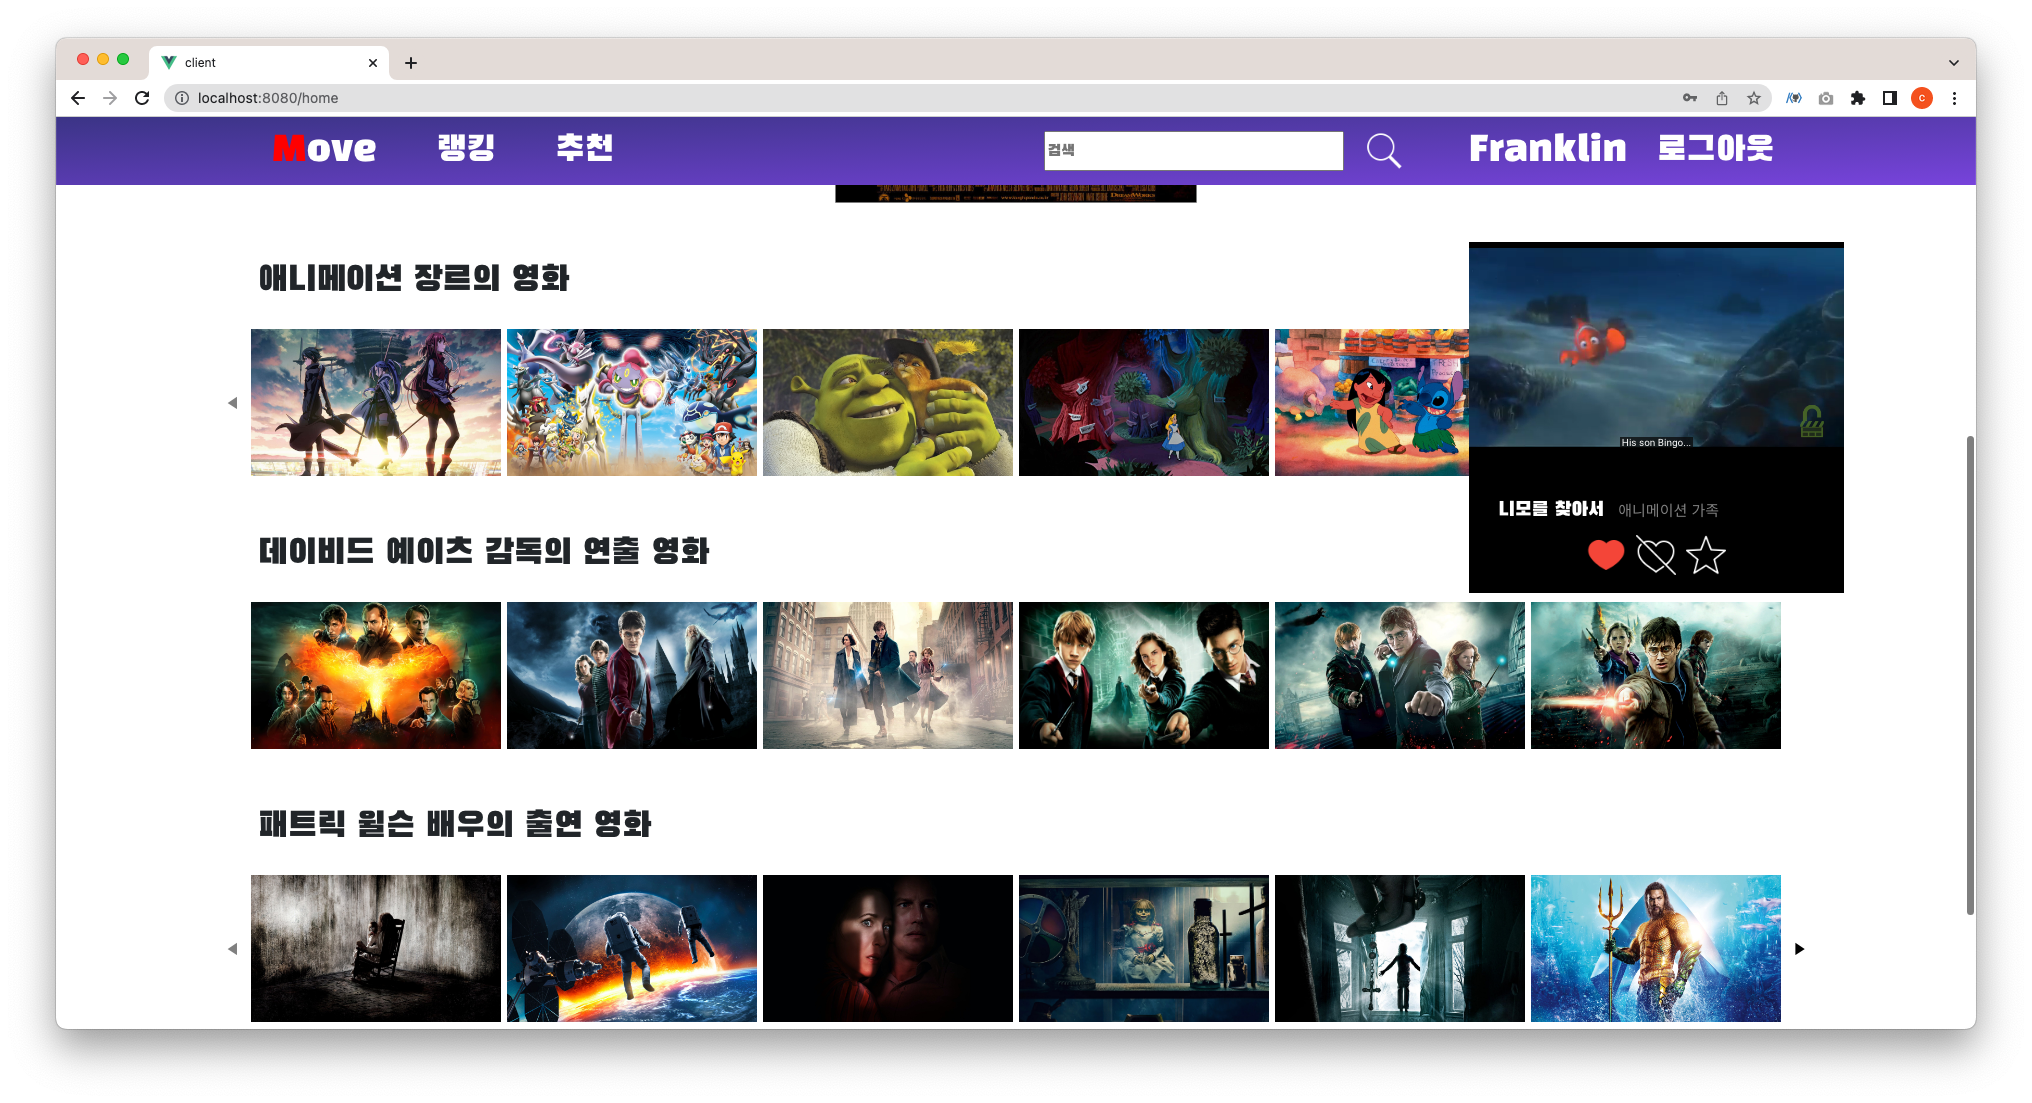 client
localhost:8080/home
C
Move 랭킹 추천 검색 Franklin 로그아웃
DREAMWORKS
애니메이션 장르의 영화
His son Bingo...
니모를 찾아서 애니메이션 가족
데이비드 예이츠 감독의 연출 영화
패트릭 윌슨 배우의 출연 영화